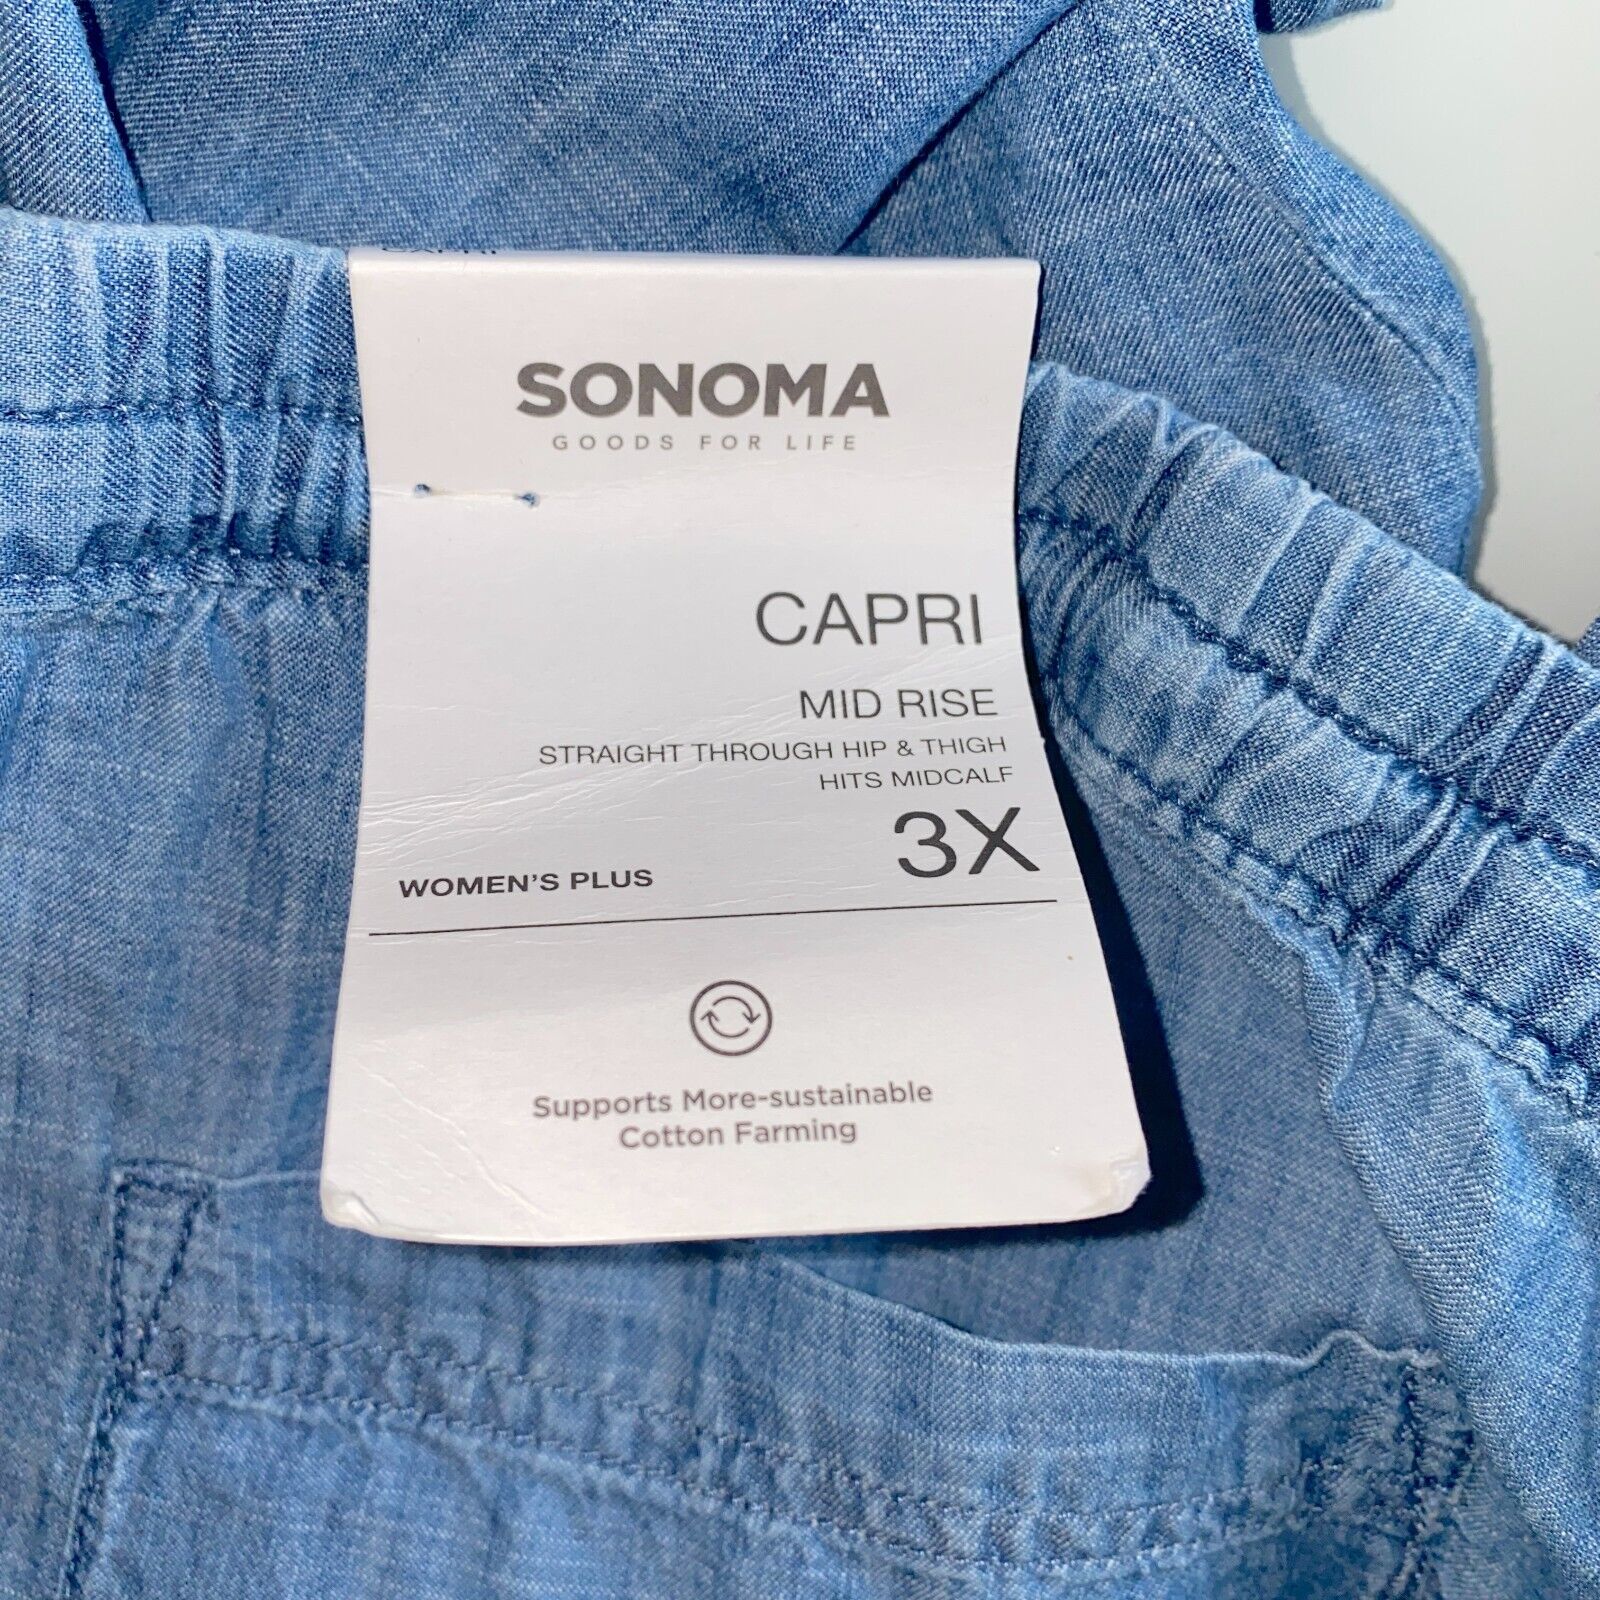 CAPRI
SONOMA
GOODS FOR LIFE
CAPRI
MID RISE
STRAIGHT THROUGH HIP & THIGH
HITS MIDCALF
3X
WOMEN'S PLUS
Supports More-sustainable
Cotton Farming